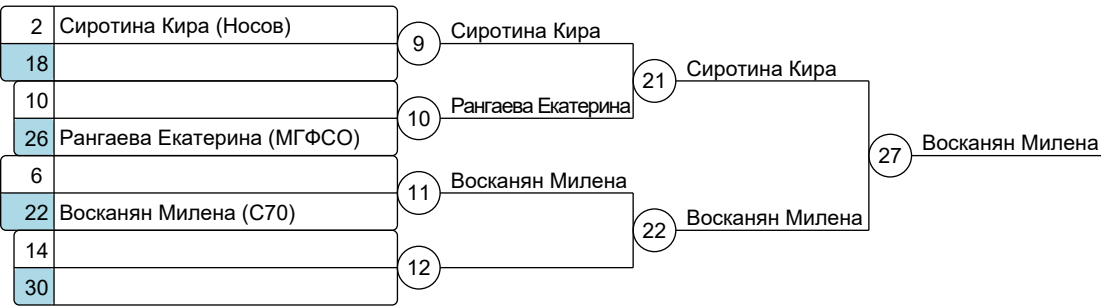 2 Сиротина Кира (Носов)
18
10
26 Рангаева Екатерина (МГФСО)
6
22 Восканян Милена (С70)
14
30
9 Сиротина Кира
10 Рангаева Екатерина
11 Восканян Милена
12
21 Сиротина Кира
22 Восканян Милена
27 Восканян Милена